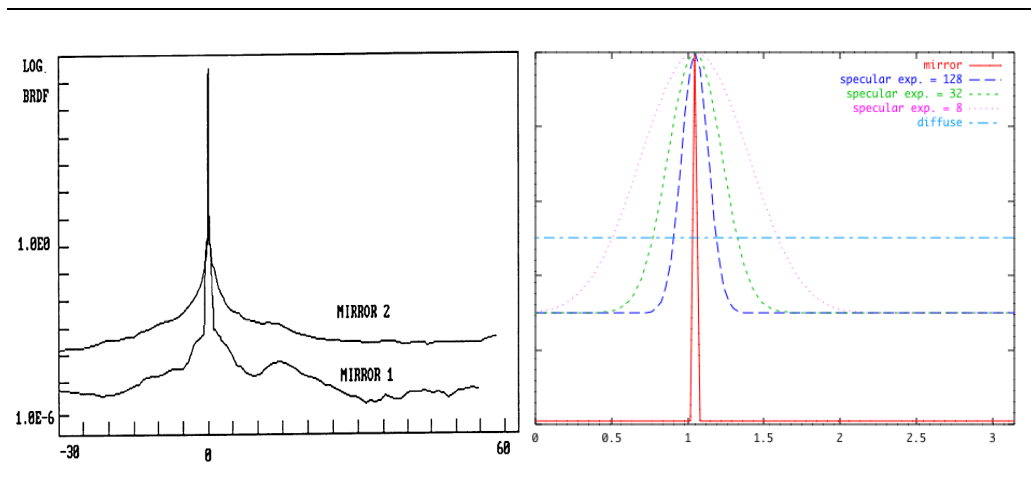 LOG.
BRDF
1.0E0
1.0E-6
MIRROR 2
MIRROR 1
-30
0
60
mirror
specular exp. = 128
specular exp. = 32
specular exp. = 8
diffuse
0 0.5 1 1.5 2 2.5 3